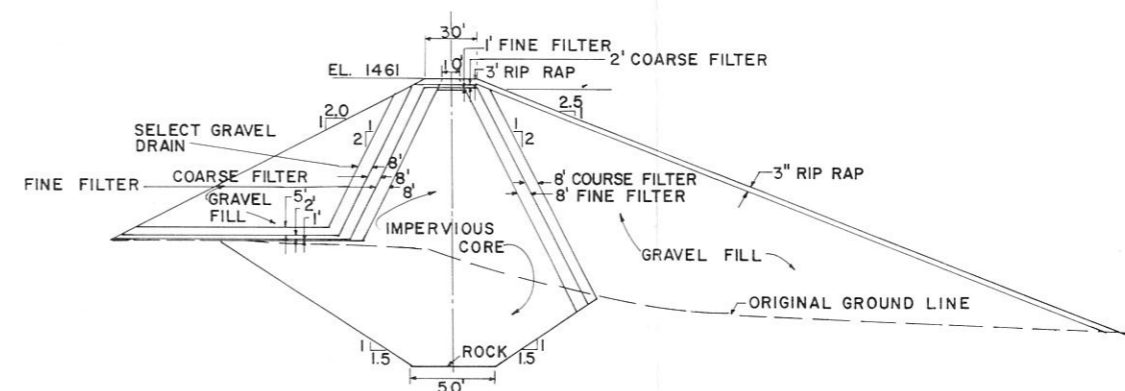 30'
1' FINE FILTER
10'
2' COARSE FILTER
EL. 1461
3' RIP RAP
2.0
1
1
2
1
2
2.5
1
SELECT GRAVEL
DRAIN
8'
8'
8'
COARSE FILTER
FINE FILTER
GRAVEL
FILL
5'
2'
1'
IMPERVIOUS
CORE
8' COURSE FILTER
8' FINE FILTER
3" RIP RAP
GRAVEL FILL
ORIGINAL GROUND LINE
1
1.5
ROCK
1
1.5
50'